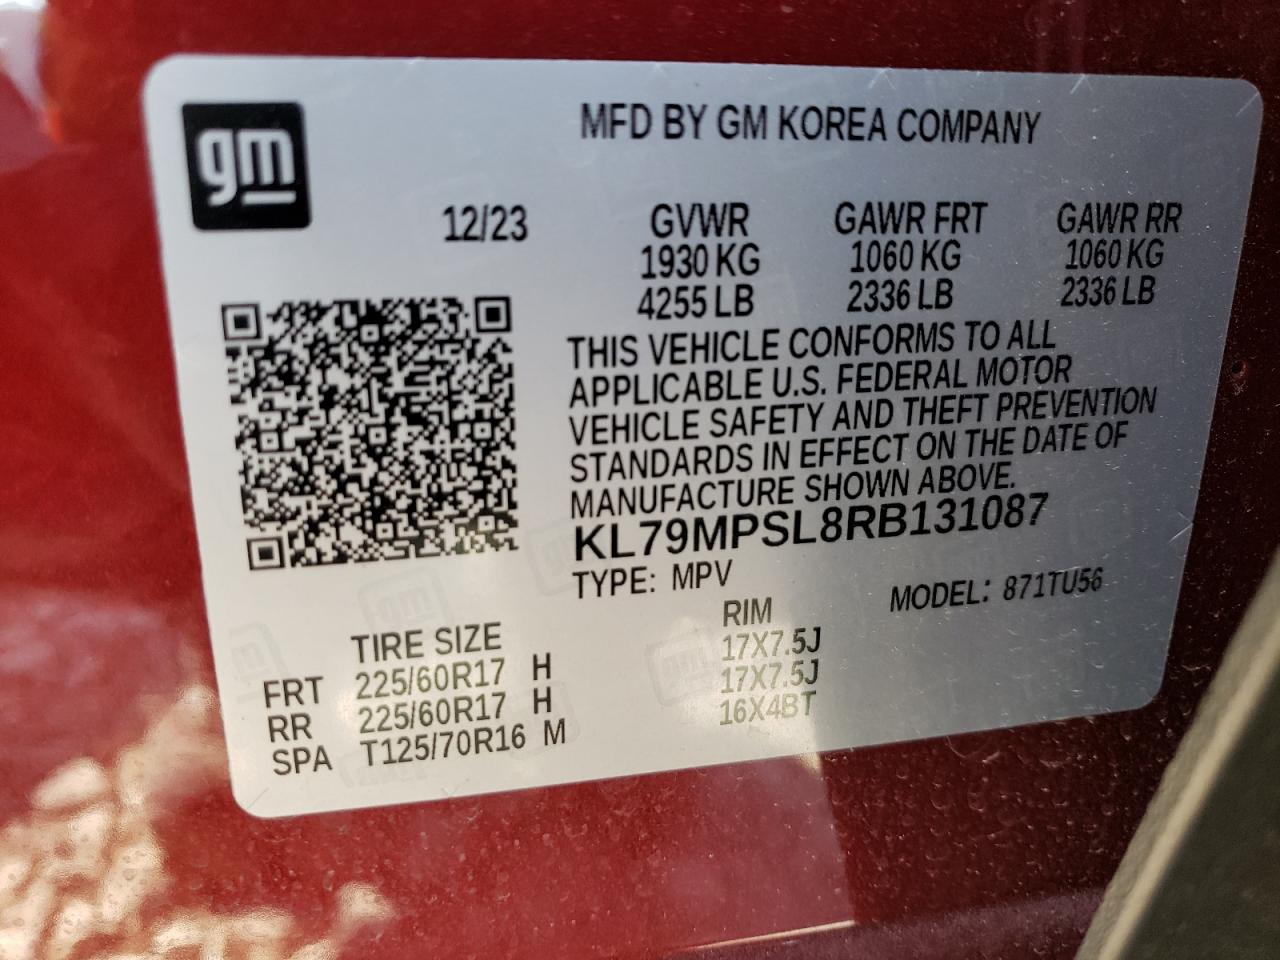 gm
MFD BY GM KOREA COMPANY
12/23
GVWR GAWR FRT GAWR RR
1930 KG 1060 KG 1060 KG
4255 LB 2336 LB 2336 LB
THIS VEHICLE CONFORMS TO ALL
APPLICABLE U.S. FEDERAL MOTOR
VEHICLE SAFETY AND THEFT PREVENTION
STANDARDS IN EFFECT ON THE DATE OF
MANUFACTURE SHOWN ABOVE.
KL79MPSL8RB131087
TYPE: MPV MODEL: 871TU56
TIRE SIZE RIM
FRT 225/60R17 H 17X7.5J
RR 225/60R17 H 17X7.5J
SPA T125/70R16 M 16X4BT